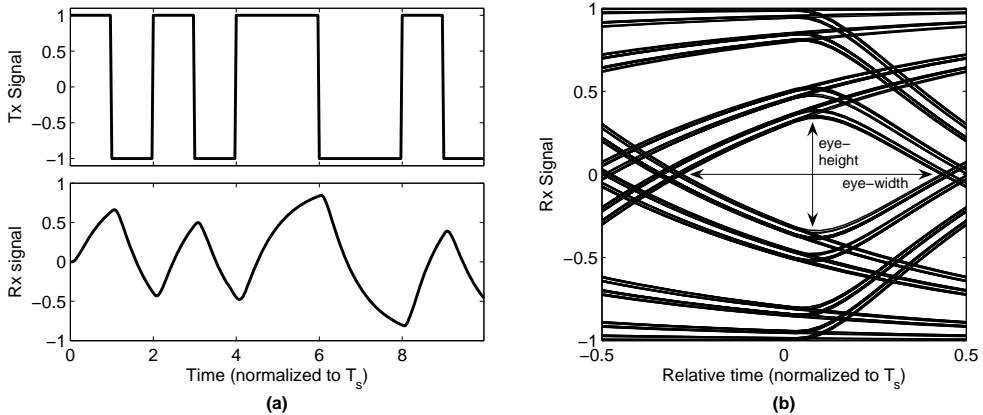 1
0.5
0
−0.5
−1
Tx Signal
1
0.5
0
−0.5
−1
Rx signal
0
2
4
6
8
Time (normalized to Ts)
(a)
1
0.5
0
−0.5
−1
Rx Signal
eye−
height
eye−width
−0.5
0
0.5
Relative time (normalized to Ts)
(b)